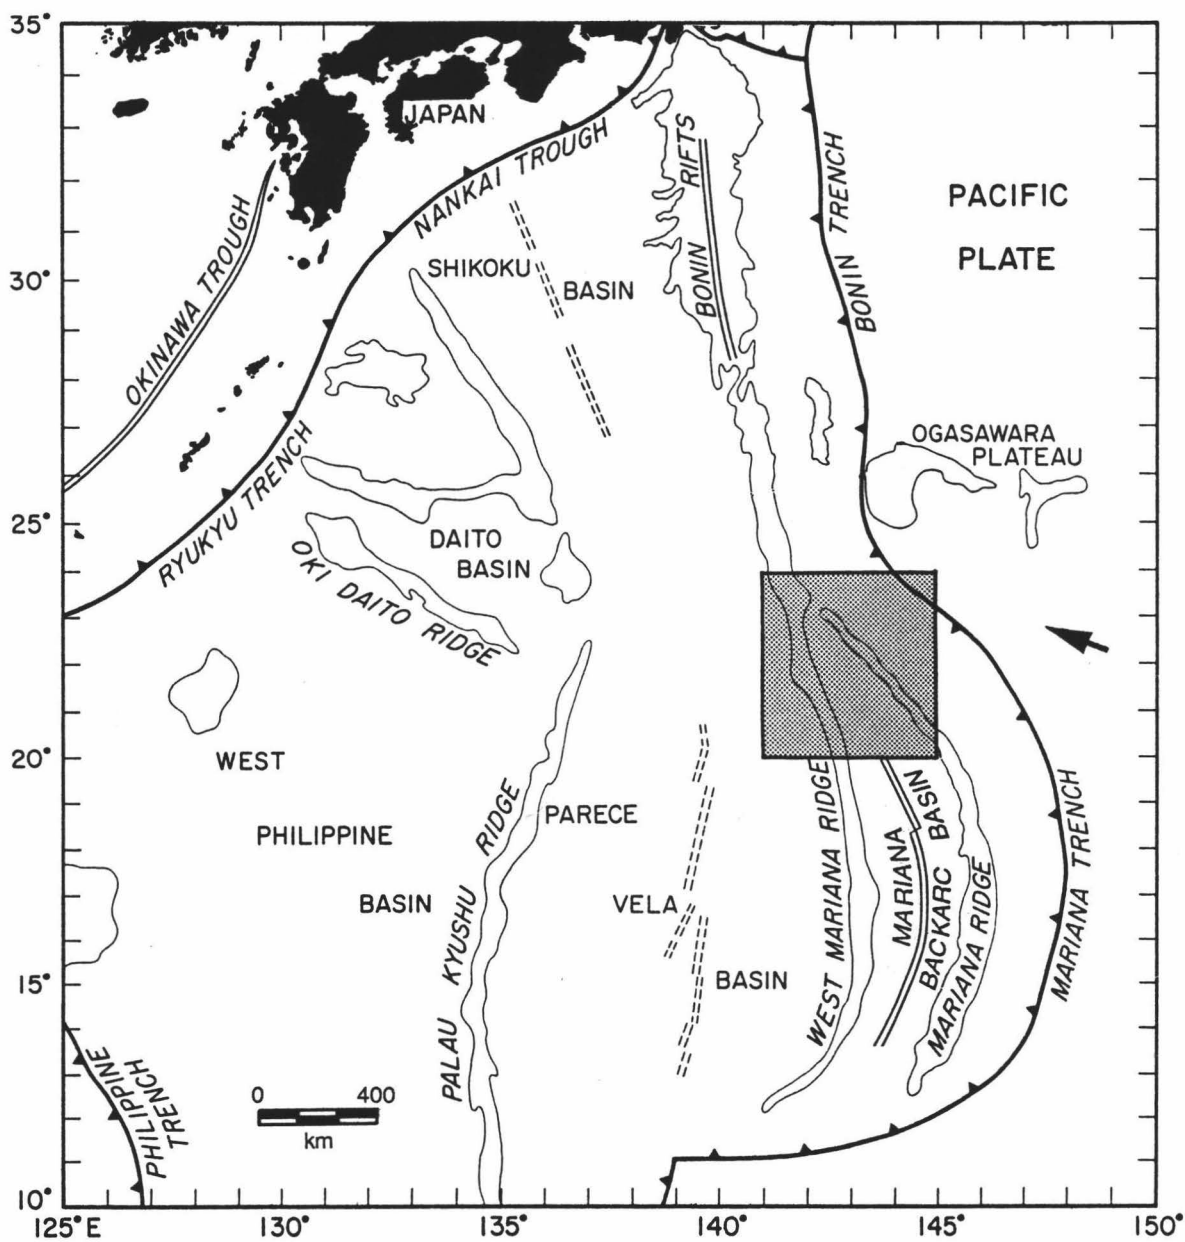 35°
JAPAN
NANKAI TROUGH
BONIN RIFTS
BONIN TRENCH
BONIN TRENCH
PACIFIC
PLATE
OKINAWA TROUGH
30°
SHIKOKU
BASIN
RYUKYU TRENCH
OGASAWARA
PLATEAU
25°
DAITO
BASIN
OKI DAITO RIDGE
20°
WEST
PHILIPPINE
BASIN
PALAU KYUSHU RIDGE
PARECE
VELA
BASIN
WEST MARIANA RIDGE
MARIANA
BACKARC BASIN
MARIANA RIDGE
MARIANA TRENCH
15°
PHILIPPINE
TRENCH
0 400
km
10°
125°E 130° 135° 140° 145° 150°